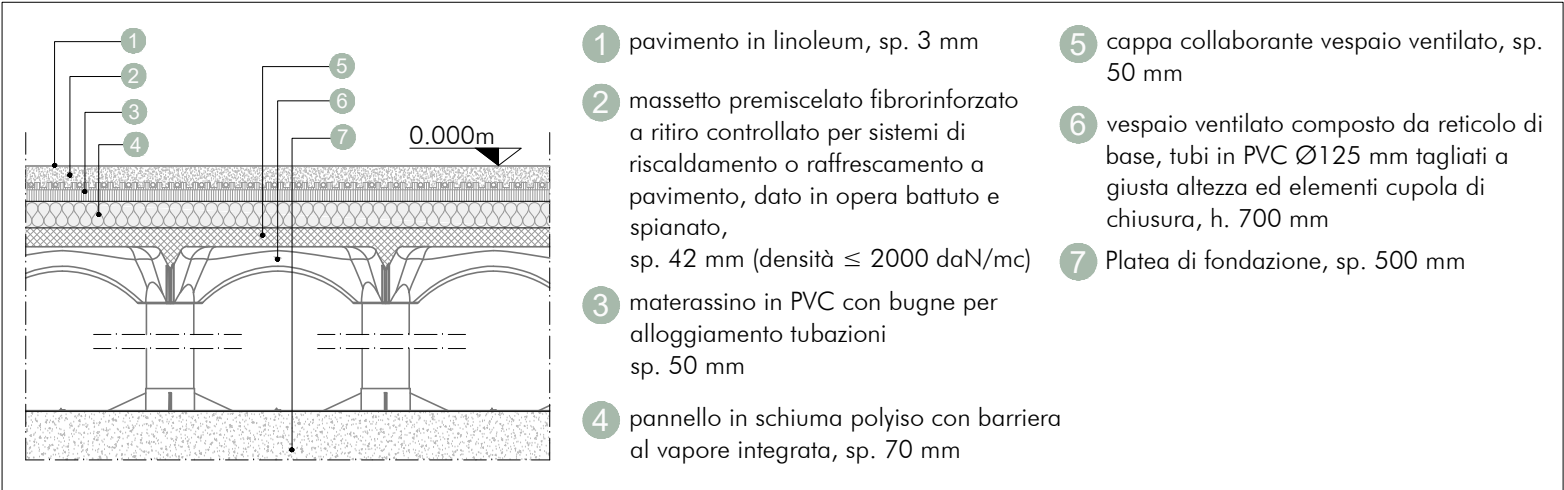 1
2
3
4
5
6
7
0.000m
1 pavimento in linoleum, sp. 3 mm
2 massetto premiscelato fibrorinforzato
a ritiro controllato per sistemi di
riscaldamento o raffrescamento a
pavimento, dato in opera battuto e
spianato,
sp. 42 mm (densità ≤ 2000 daN/mc)
3 materassino in PVC con bugne per
alloggiamento tubazioni
sp. 50 mm
4 pannello in schiuma polyiso con barriera
al vapore integrata, sp. 70 mm
5 cappa collaborante vespaio ventilato, sp.
50 mm
6 vespaio ventilato composto da reticolo di
base, tubi in PVC Ø125 mm tagliati a
giusta altezza ed elementi cupola di
chiusura, h. 700 mm
7 Platea di fondazione, sp. 500 mm